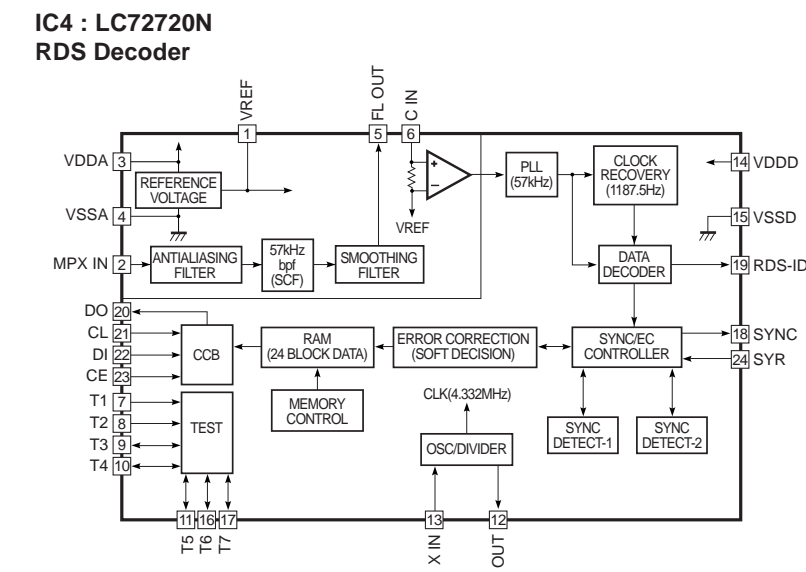 IC4 : LC72720N
RDS Decoder
VREF
FL OUT
C IN
1
5
6
VDDA 3
REFERENCE
VOLTAGE
VSSA 4
+
–
VREF
PLL
(57kHz)
CLOCK
RECOVERY
(1187.5Hz)
14 VDDD
15 VSSD
MPX IN 2
ANTIALIASING
FILTER
57kHz
bpf
(SCF)
SMOOTHING
FILTER
DATA
DECODER
19 RDS-ID
DO 20
CL 21
DI 22
CE 23
CCB
RAM
(24 BLOCK DATA)
ERROR CORRECTION
(SOFT DECISION)
SYNC/EC
CONTROLLER
18 SYNC
24 SYR
T1 7
T2 8
T3 9
T4 10
TEST
MEMORY
CONTROL
CLK(4.332MHz)
OSC/DIVIDER
SYNC
DETECT-1
SYNC
DETECT-2
11 16 17
13
12
T5
T6
T7
X IN
OUT